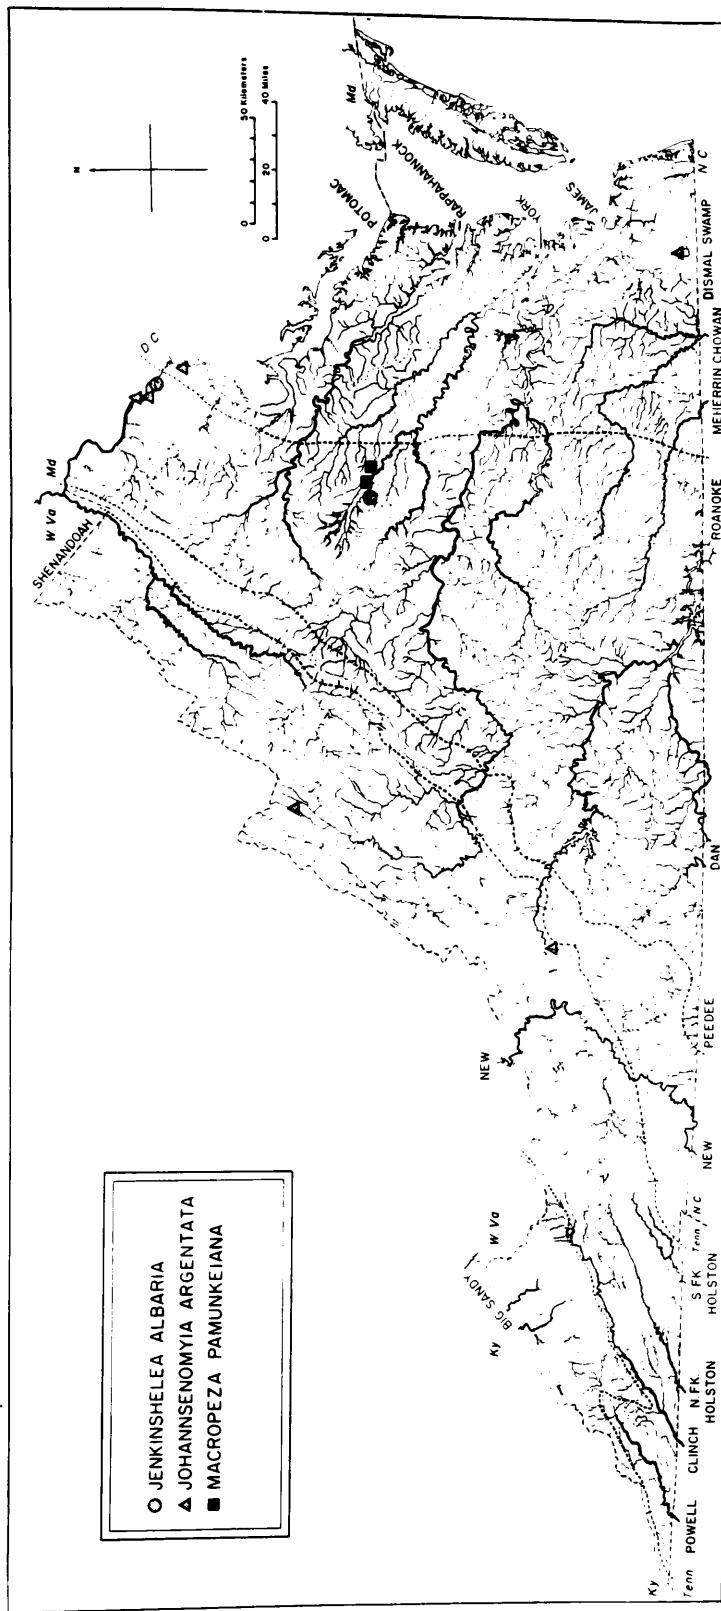 ○ JENKINSHELEA ALBARIA
▲ JOHANNSENOMYIA ARGENTATA
■ MACROPEZA PAMUNKEIANA
N
0 50 Kilometers
0 20 40 Miles
W Va
Md
SHENANDOAH
D C
Md
POTOMAC
RAPPAHANNOCK
YORK
JAMES
NEW
W Va
BIG SANDY
Ky
Ky
Tenn
Tenn / N C
N C
POWELL
CLINCH
N FK. HOLSTON
S FK HOLSTON
NEW
PEEDEE
DAN
ROANOKE
MEHERRIN
CHOWAN
DISMAL SWAMP